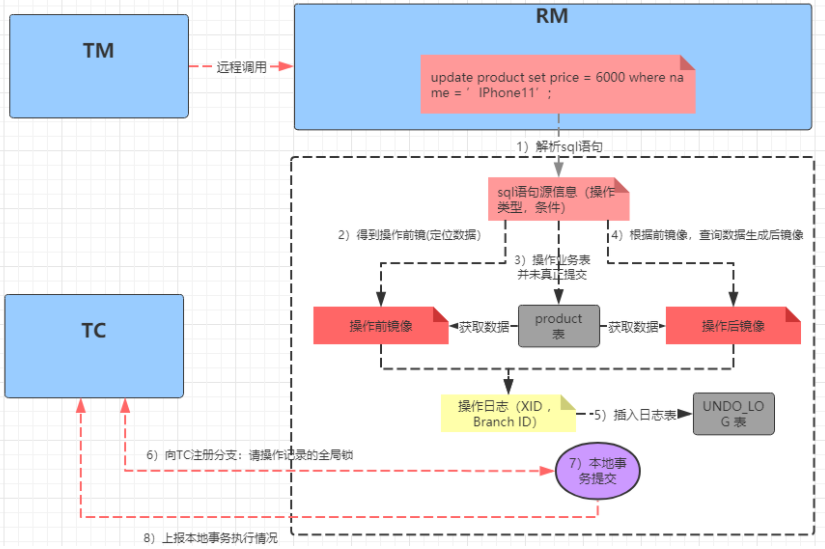 TM
RM
远程调用
update product set price = 6000 where na
me = ′ IPhone11′ ;
1）解析sql语句
sql语句源信息（操作
类型，条件）
2）得到操作前镜(定位数据)
4）根据前镜像，查询数据生成后镜像
3）操作业务表
并未真正提交
TC
操作前镜像
获取数据
product
表
获取数据
操作后镜像
操作日志（XID ，
Branch ID）
5）插入日志表
UNDO_LO
G 表
6）向TC注册分支：请操作记录的全局锁
7）本地事
务提交
8）上报本地事务执行情况